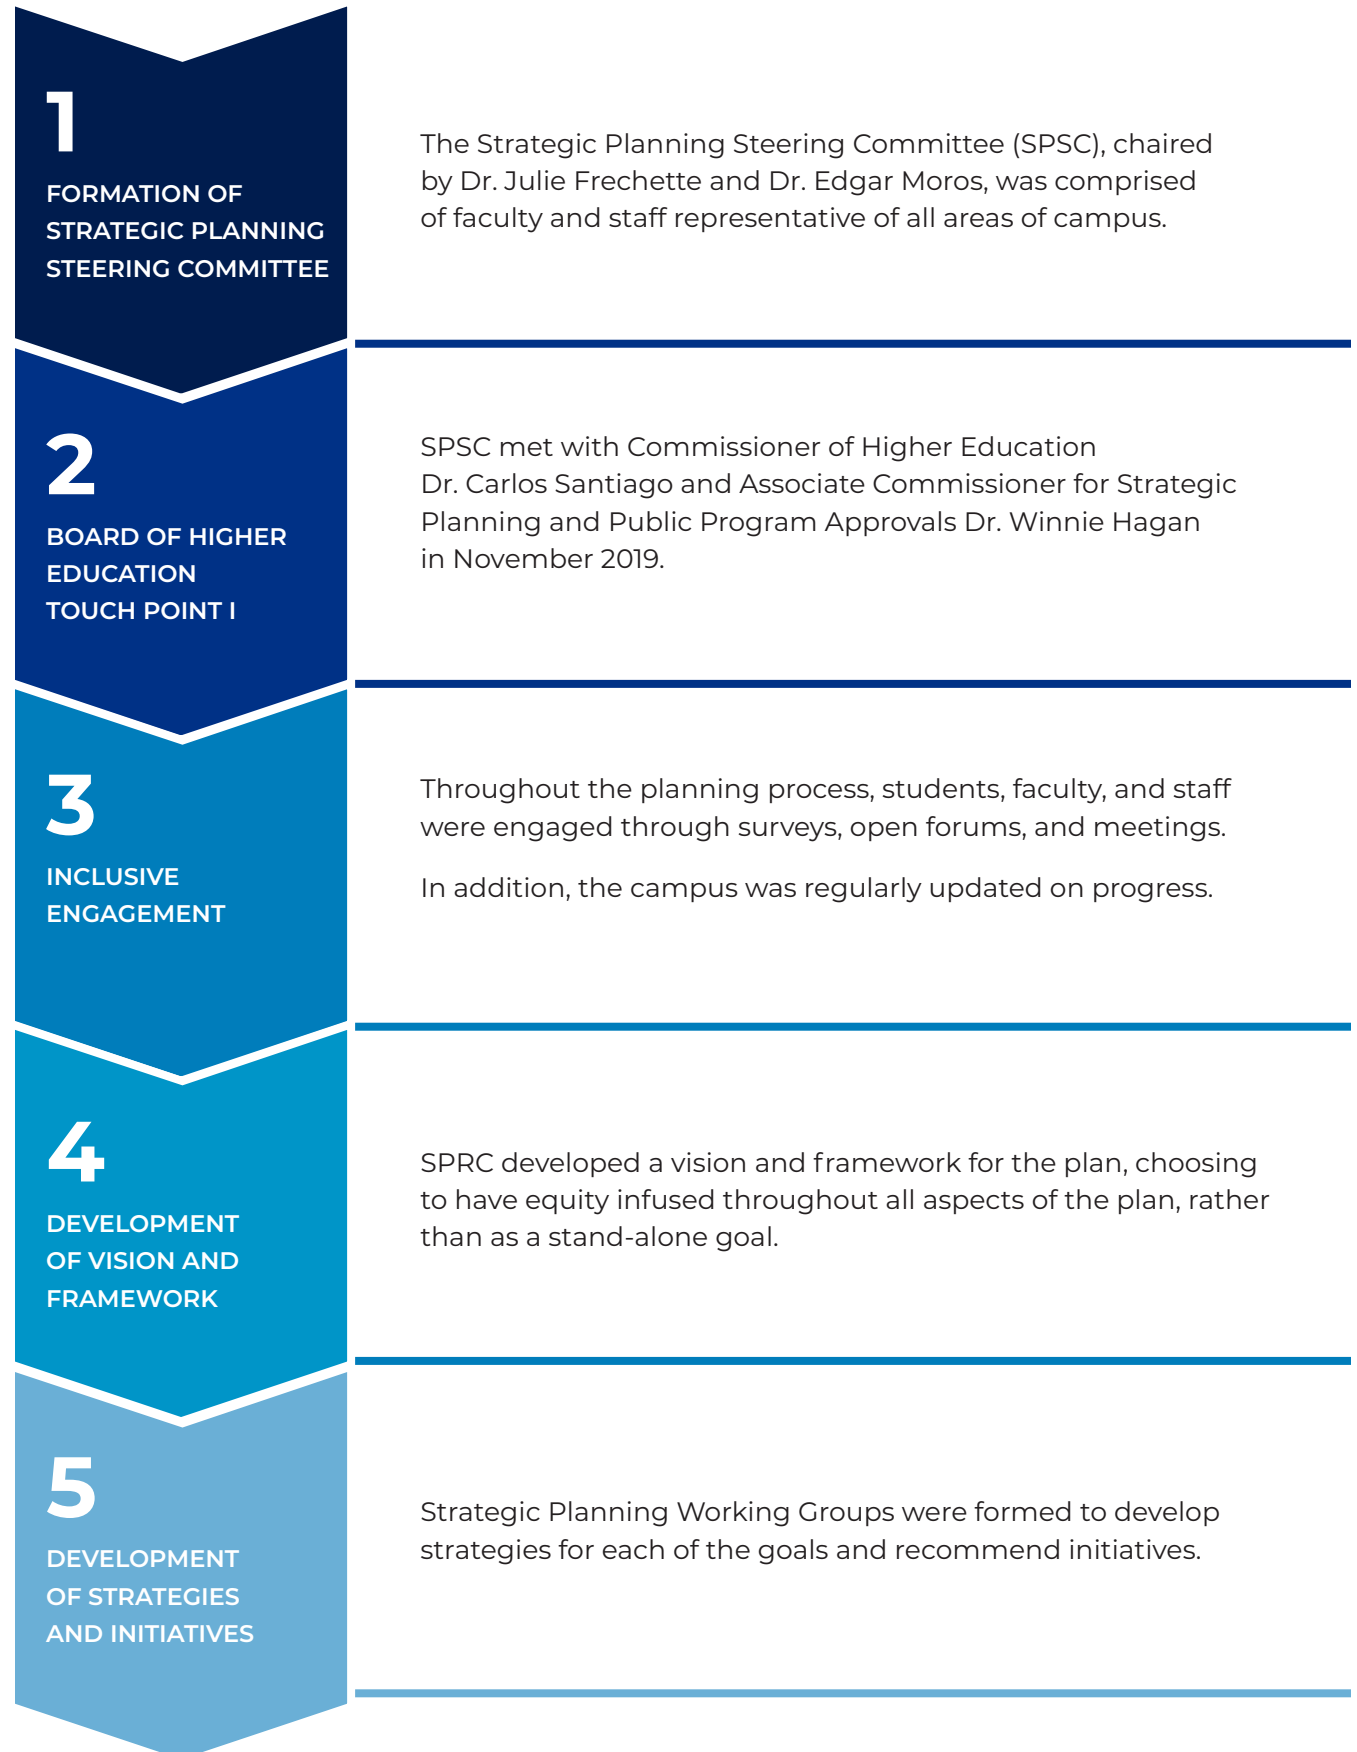 1
FORMATION OF
STRATEGIC PLANNING
STEERING COMMITTEE
The Strategic Planning Steering Committee (SPSC), chaired
by Dr. Julie Frechette and Dr. Edgar Moros, was comprised
of faculty and staff representative of all areas of campus.
2
BOARD OF HIGHER
EDUCATION
TOUCH POINT I
SPSC met with Commissioner of Higher Education
Dr. Carlos Santiago and Associate Commissioner for Strategic
Planning and Public Program Approvals Dr. Winnie Hagan
in November 2019.
3
INCLUSIVE
ENGAGEMENT
Throughout the planning process, students, faculty, and staff
were engaged through surveys, open forums, and meetings.
In addition, the campus was regularly updated on progress.
4
DEVELOPMENT
OF VISION AND
FRAMEWORK
SPRC developed a vision and framework for the plan, choosing
to have equity infused throughout all aspects of the plan, rather
than as a stand-alone goal.
5
DEVELOPMENT
OF STRATEGIES
AND INITIATIVES
Strategic Planning Working Groups were formed to develop
strategies for each of the goals and recommend initiatives.